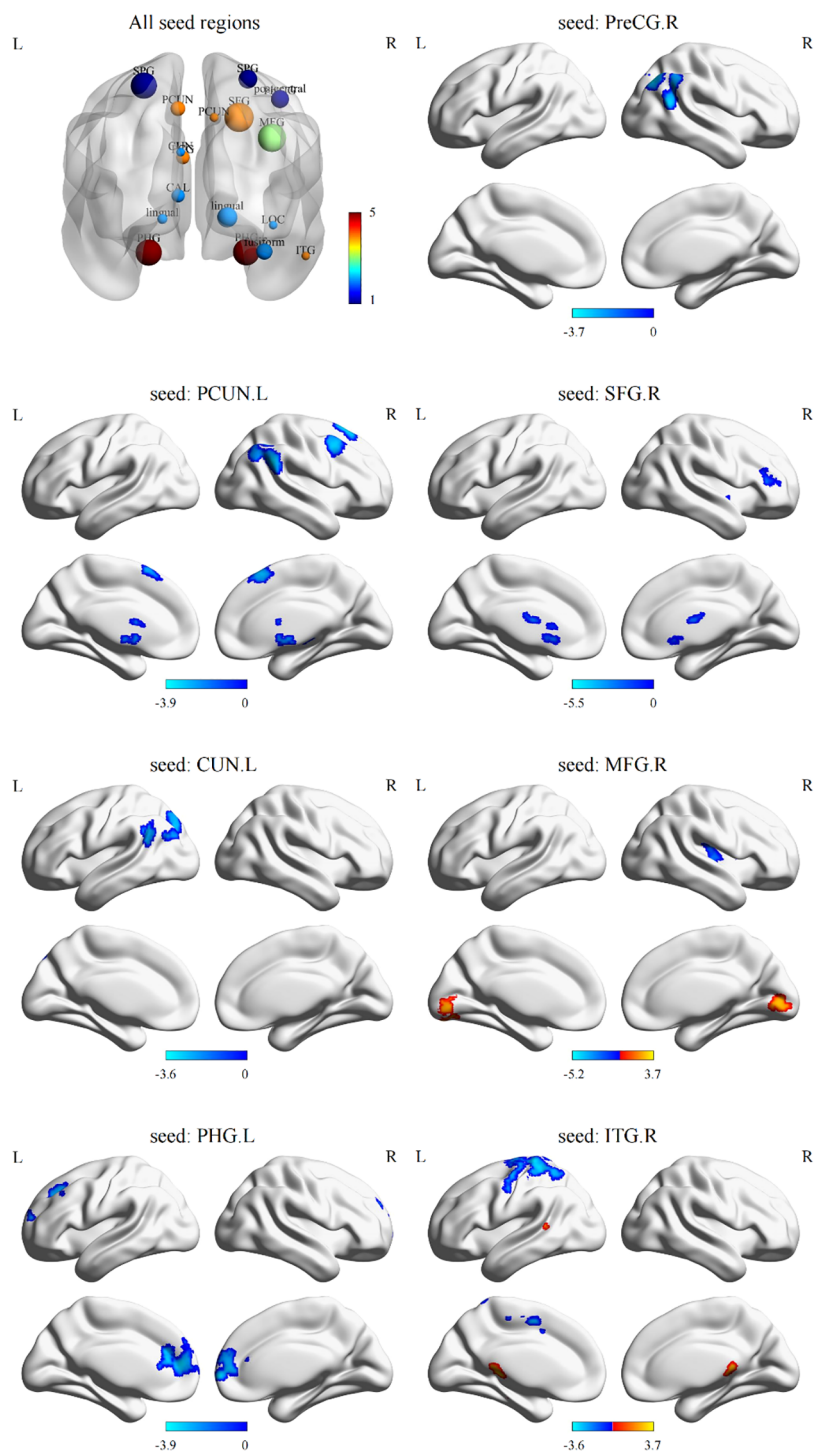 All seed regions
L R
SPG SPG
PCUN PCUN SFG
MFG
CUN
CAL
lingual lingual LOC
PHG PHG fusiform ITG
5
1
seed: PreCG.R
L R
-3.7 0
seed: PCUN.L
L R
-3.9 0
seed: SFG.R
L R
-5.5 0
seed: CUN.L
L R
-3.6 0
seed: MFG.R
L R
-5.2 3.7
seed: PHG.L
L R
-3.9 0
seed: ITG.R
L R
-3.6 3.7